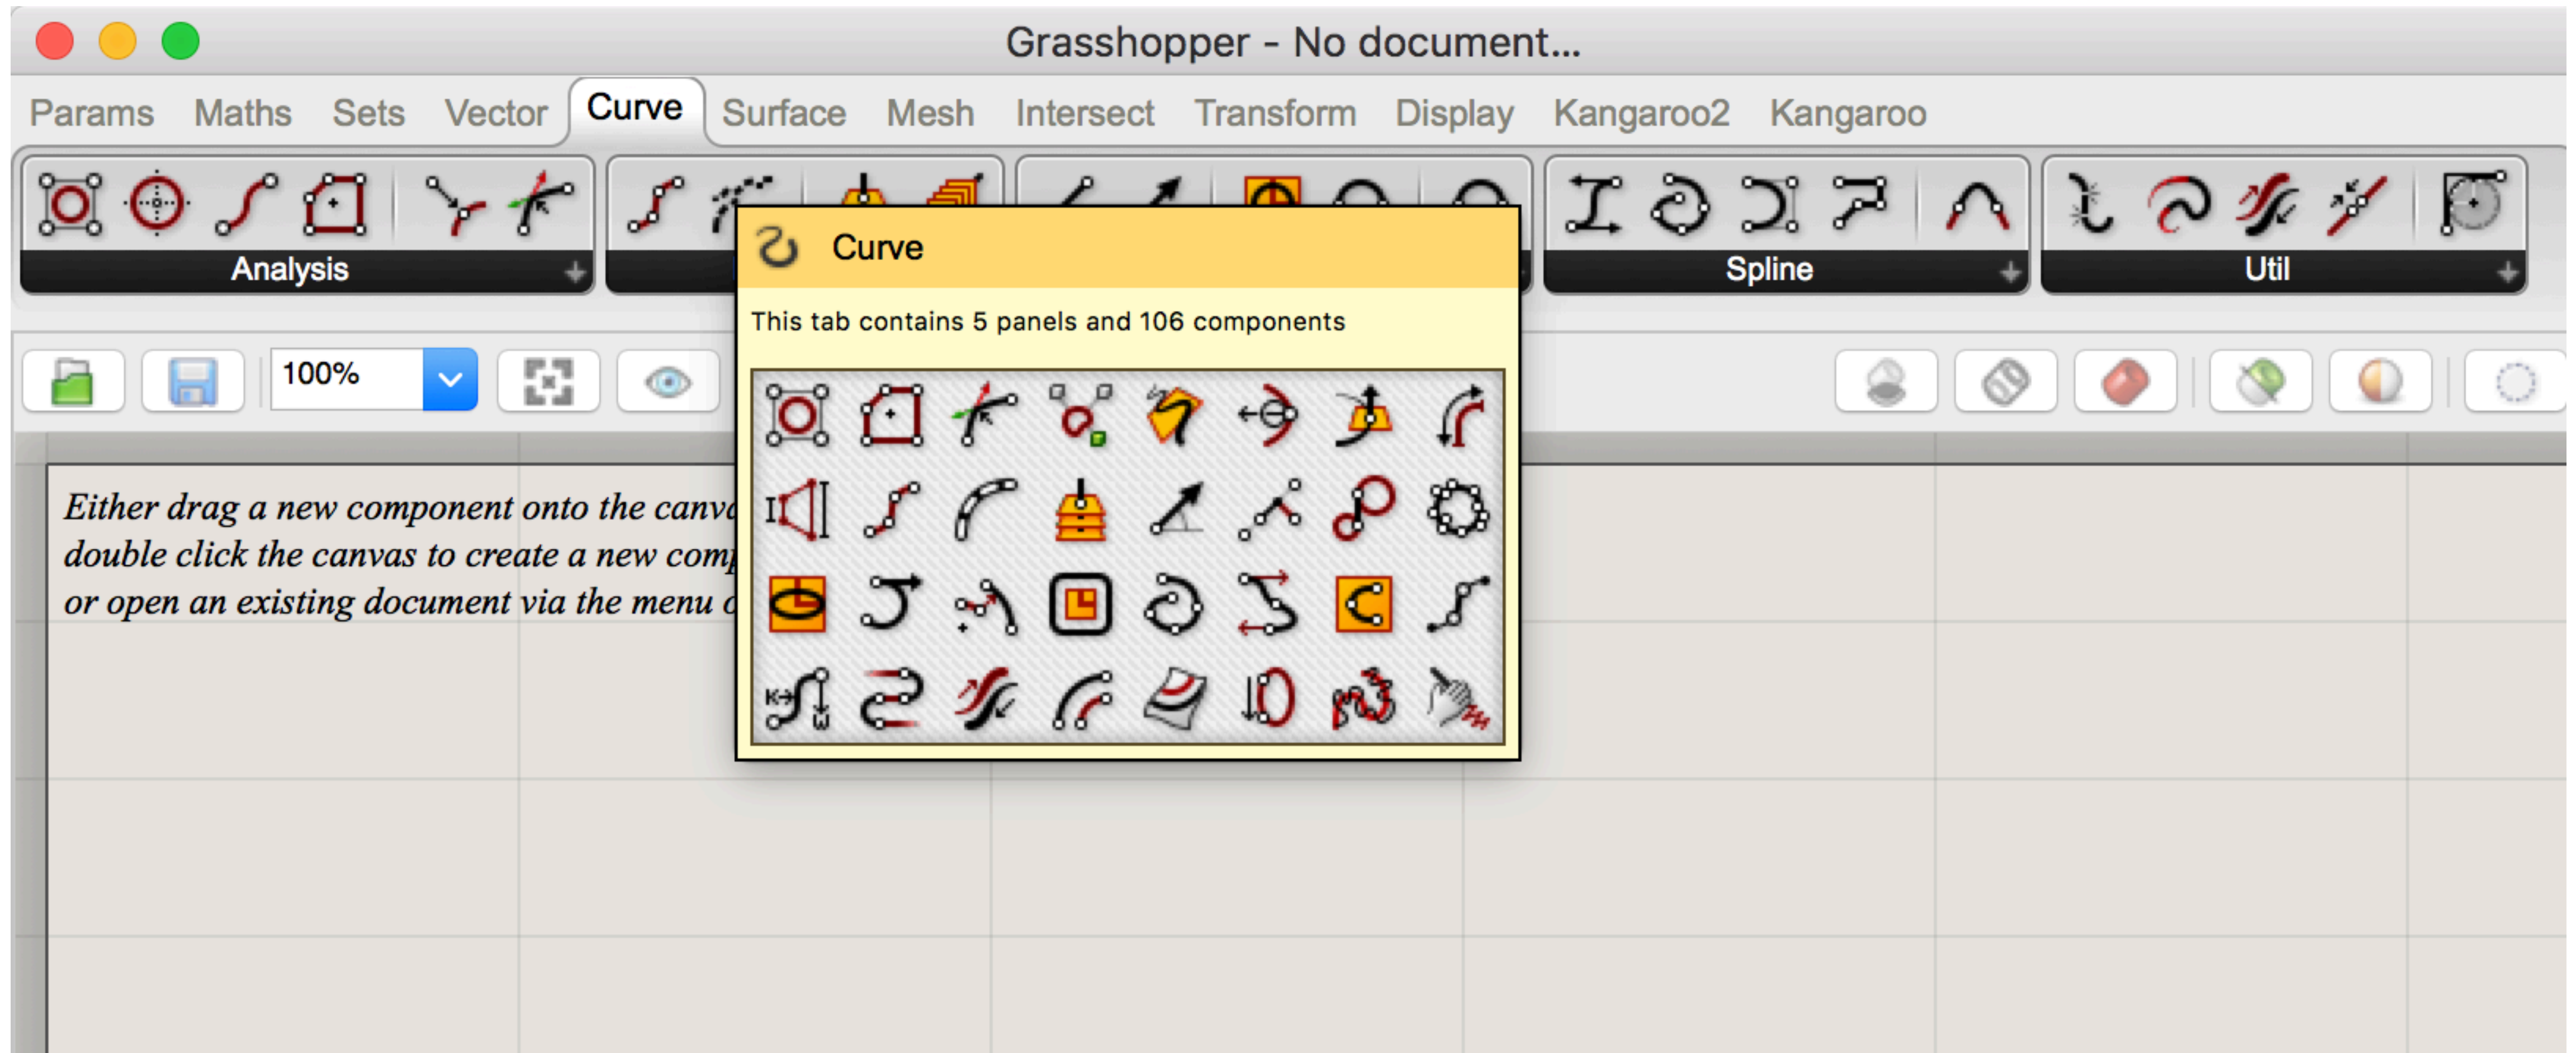 Grasshopper - No document...
Params Maths Sets Vector Curve Surface Mesh Intersect Transform Display Kangaroo2 Kangaroo
Analysis Spline Util
Curve
This tab contains 5 panels and 106 components
100%
Either drag a new component onto the
double click the canvas to create a new
or open an existing document via the menu